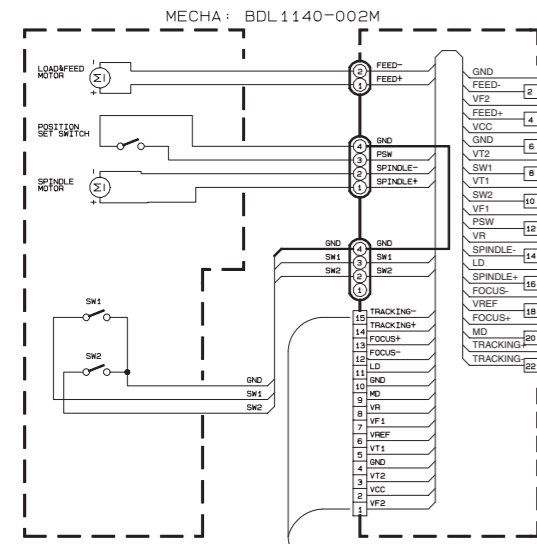 MECHA: BDL1140-002M
LOAD&FEED
MOTOR
M
-
+
2 FEED-
1 FEED+
POSITION
SET SWITCH
4 GND
3 PSW
2 SPINDLE-
1 SPINDLE+
SPINDLE
MOTOR
M
-
+
GND 4 GND
SW1 3 SW1
SW2 2 SW2
1
SW1
SW2
GND
SW1
SW2
15 TRACKING-
14 TRACKING+
13 FOCUS+
12 FOCUS-
11 LD
10 GND
9 MD
8 VR
7 VF1
6 VREF
5 VT1
4 GND
3 VT2
2 VCC
1 VF2
GND
FEED- 2
VF2
FEED+ 4
VCC
GND 6
VT2
SW1 8
VT1
SW2 10
VF1
PSW 12
VR
SPINDLE- 14
LD
SPINDLE+ 16
FOCUS-
VREF 18
FOCUS+
MD 20
TRACKING+
TRACKING- 22